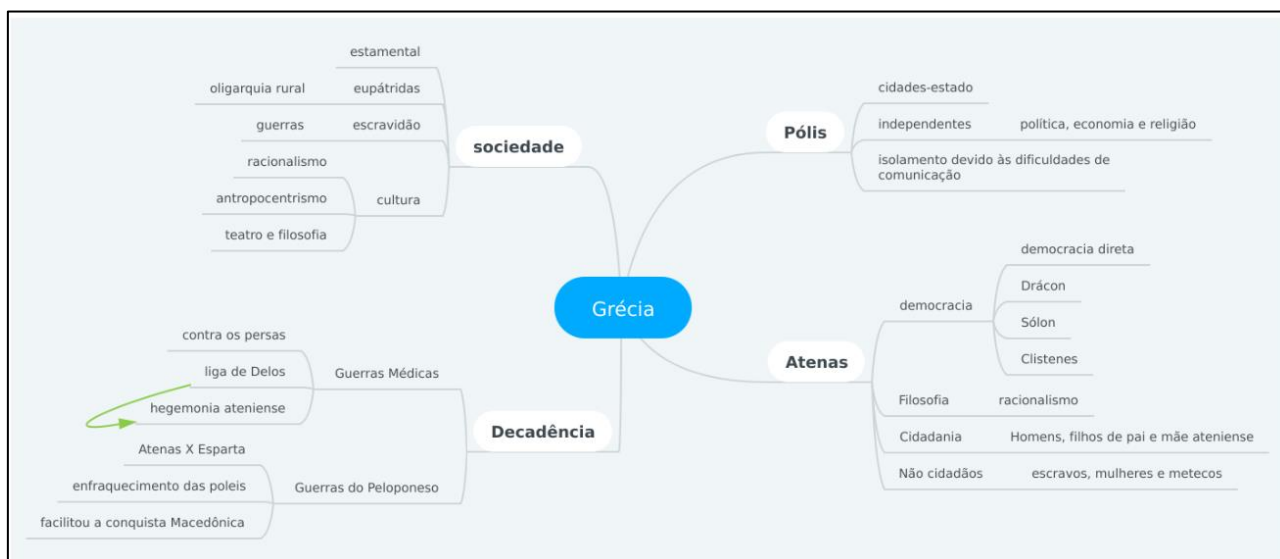 Grécia
sociedade
estamental
eupátridas
oligarquia rural
escravidão
guerras
cultura
racionalismo
antropocentrismo
teatro e filosofia
Decadência
Guerras Médicas
contra os persas
liga de Delos
hegemonia ateniense
Guerras do Peloponeso
Atenas X Esparta
enfraquecimento das poleis
facilitou a conquista Macedônica
Pólis
cidades-estado
independentes
política, economia e religião
isolamento devido às dificuldades de
comunicação
Atenas
democracia
democracia direta
Drácon
Sólon
Clistenes
Filosofia
racionalismo
Cidadania
Homens, filhos de pai e mãe ateniense
Não cidadãos
escravos, mulheres e metecos